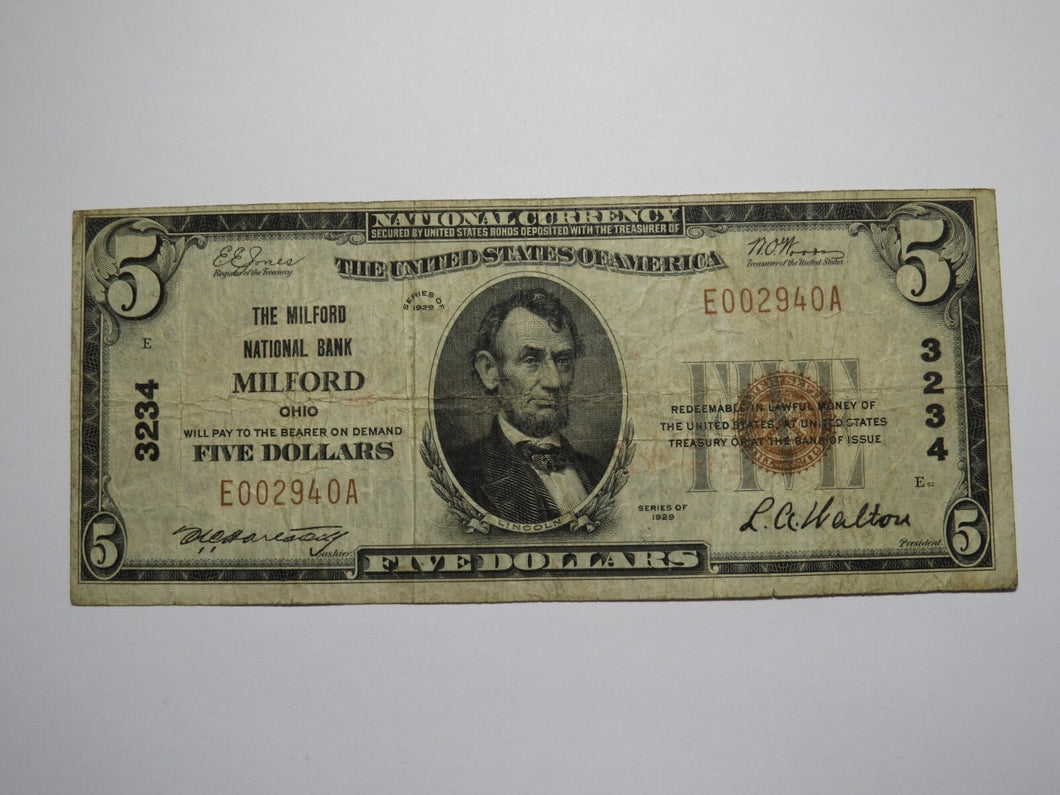 NATIONAL CURRENCY
SECURED BY UNITED STATES BONDS DEPOSITED WITH THE TREASURER OF
THE UNITED STATES OF AMERICA
5
5
E E Jones
Register of the Treasury
Treasurer of the United States
SERIES OF
1929
E002940A
THE MILFORD
NATIONAL BANK
MILFORD
OHIO
WILL PAY TO THE BEARER ON DEMAND
FIVE DOLLARS
E
3234
3234
FIVE
REDEEMABLE IN LAWFUL MONEY OF
THE UNITED STATES, AT UNITED STATES
TREASURY OR AT THE BANK OF ISSUE
E002940A
LINCOLN
SERIES OF
1929
E
L. A. Walton
Cashier
President
5
FIVE DOLLARS
5